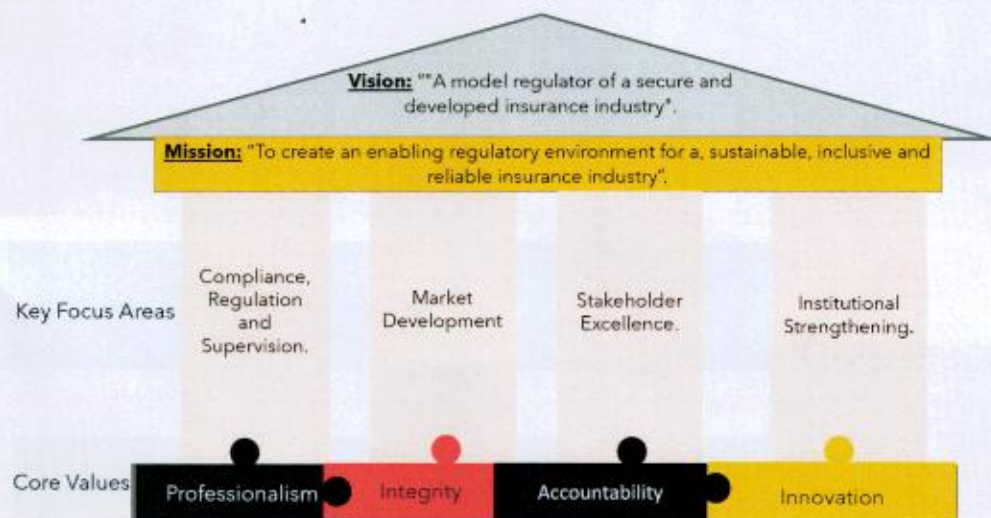 Vision: ""A model regulator of a secure and
developed insurance industry".
Mission: "To create an enabling regulatory environment for a, sustainable, inclusive and
reliable insurance industry".
Key Focus Areas
Compliance,
Regulation
and
Supervision.
Market
Development
Stakeholder
Excellence.
Institutional
Strengthening.
Core Values
Professionalism
Integrity
Accountability
Innovation